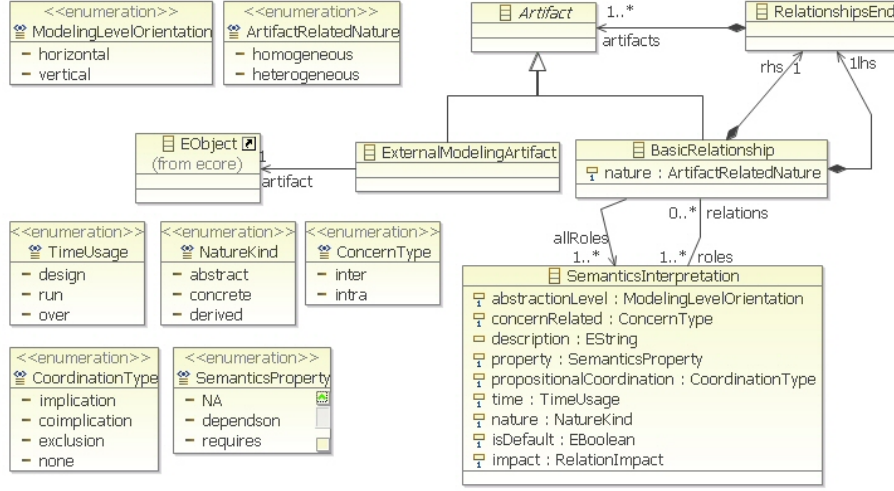 <<enumeration>>
ModelingLevelOrientation
horizontal
vertical
<<enumeration>>
ArtifactRelatedNature
homogeneous
heterogeneous
Artifact
1..*
artifacts
RelationshipsEnd
rhs 1
1lhs
EObject
(from ecore)
1
artifact
ExternalModelingArtifact
BasicRelationship
nature : ArtifactRelatedNature
0..* relations
allRoles
1..*
1..* roles
<<enumeration>>
TimeUsage
design
run
over
<<enumeration>>
NatureKind
abstract
concrete
derived
<<enumeration>>
ConcernType
inter
intra
SemanticsInterpretation
abstractionLevel : ModelingLevelOrientation
concernRelated : ConcernType
description : EString
property : SemanticsProperty
propositionalCoordination : CoordinationType
time : TimeUsage
nature : NatureKind
isDefault : EBoolean
impact : RelationImpact
<<enumeration>>
CoordinationType
implication
coimplication
exclusion
none
<<enumeration>>
SemanticsProperty
NA
dependson
requires